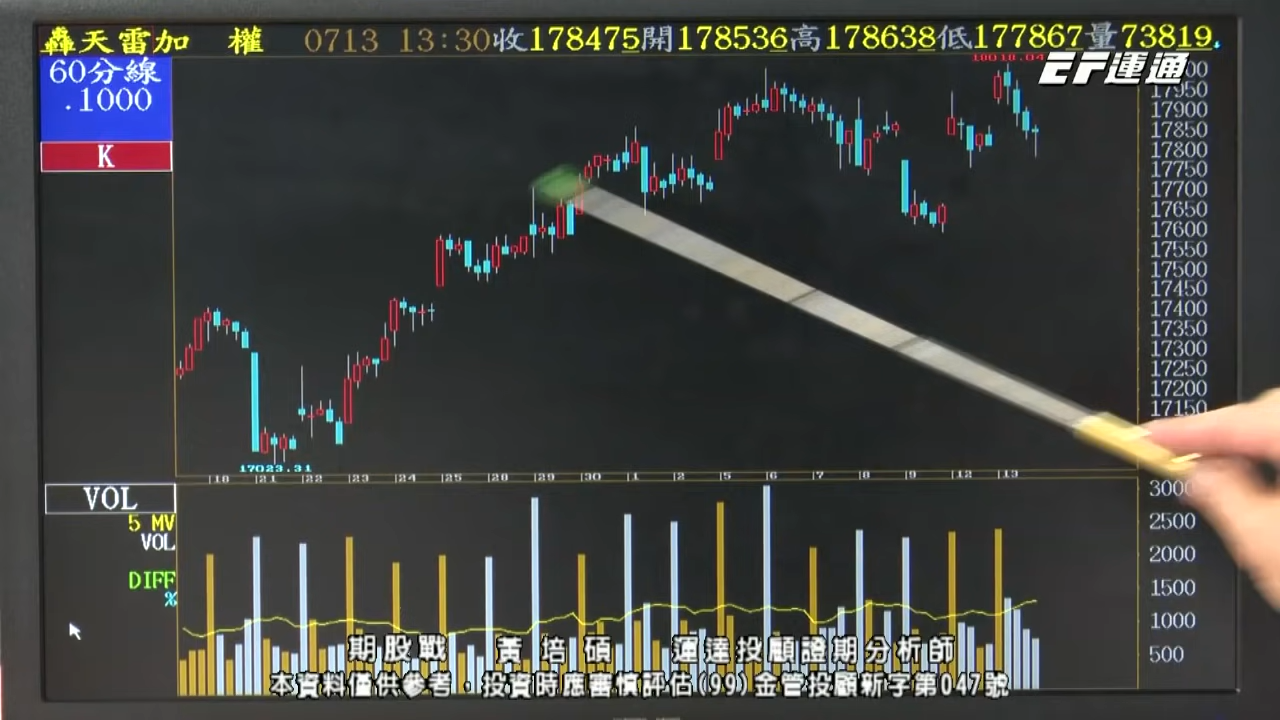 轟天雷加 權 0713 13:30收178475開178536高178638低177867量73819
60分線
.1000
K
EF運通
18018.04
17950
17900
17850
17800
17750
17700
17650
17600
17550
17500
17450
17400
17350
17300
17250
17200
17150
17023.31
18 21 22 23 24 25 28 29 30 1 2 5 6 7 8 9 12 13
VOL
5 MV
VOL
DIFF
%
3000
2500
2000
1500
1000
500
期股戰 黃培碩 運達投顧證期分析師
本資料僅供參考，投資時應審慎評估(99)金管投顧新字第047號